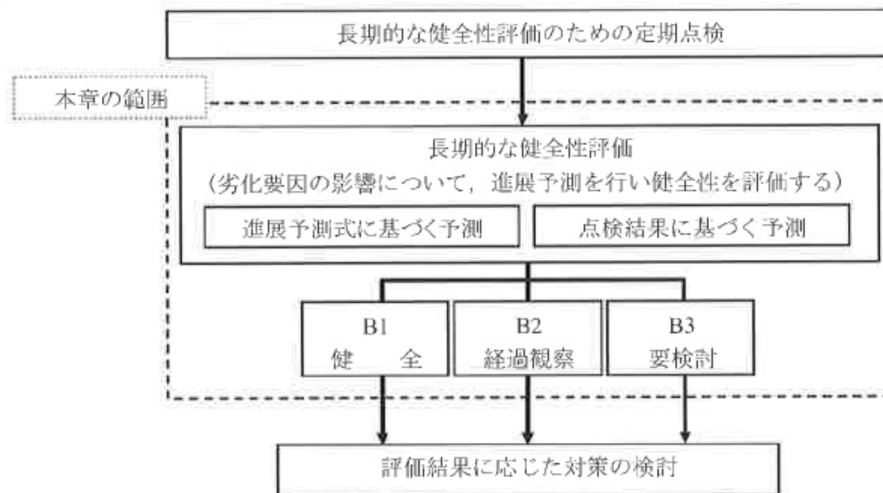 長期的な健全性評価のための定期点検
本章の範囲
長期的な健全性評価
(劣化要因の影響について，進展予測を行い健全性を評価する)
進展予測式に基づく予測
点検結果に基づく予測
B1
健　全
B2
経過観察
B3
要検討
評価結果に応じた対策の検討